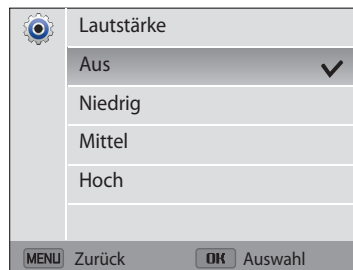 Lautstärke
Aus
Niedrig
Mittel
Hoch
MENU Zurück OK Auswahl